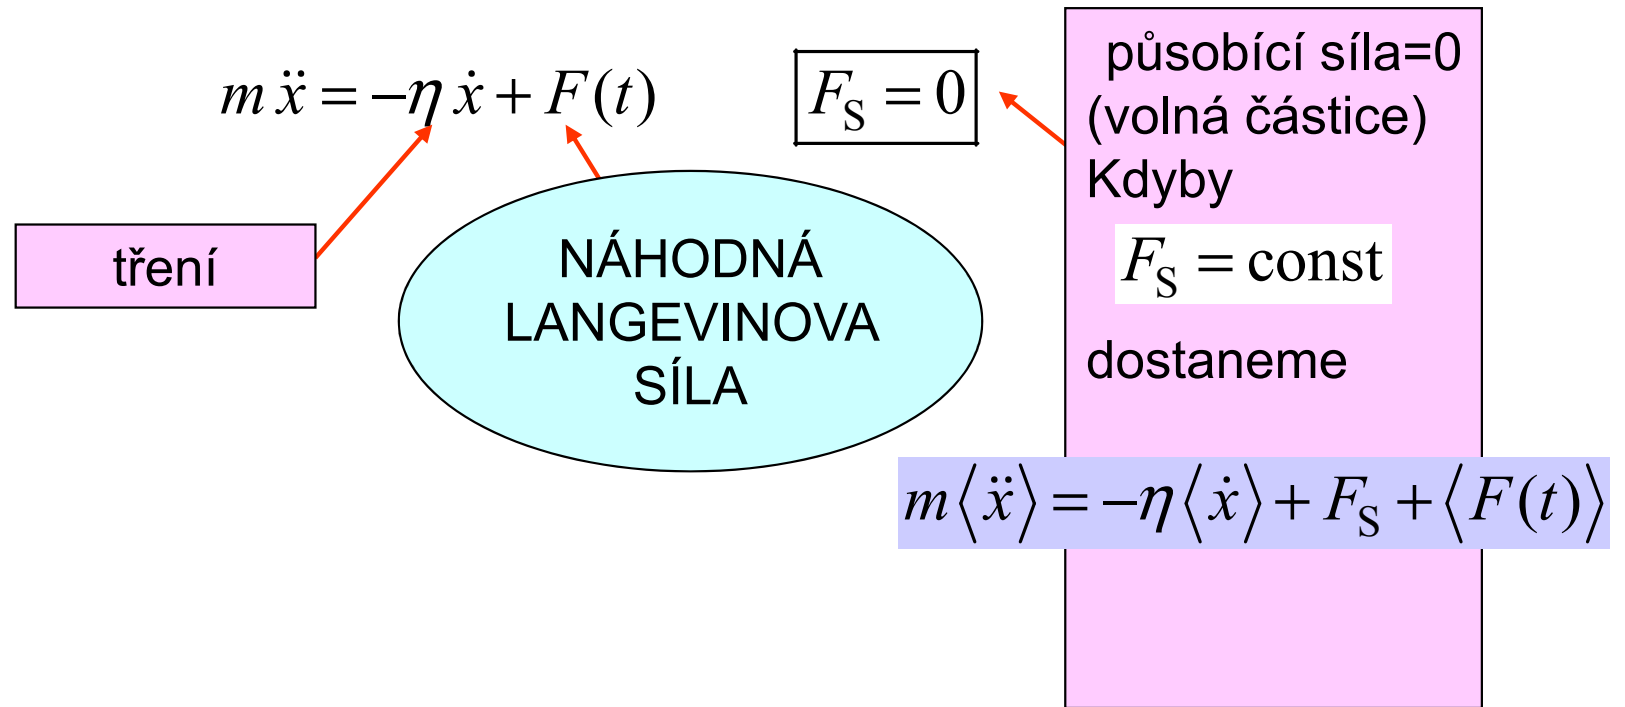 m ẍ = −η ẋ + F(t)
F_S = 0
tření
NÁHODNÁ
LANGEVINOVA
SÍLA
působící síla=0
(volná částice)
Kdyby
F_S = const
dostaneme
m⟨ẍ⟩ = −η⟨ẋ⟩ + F_S + ⟨F(t)⟩